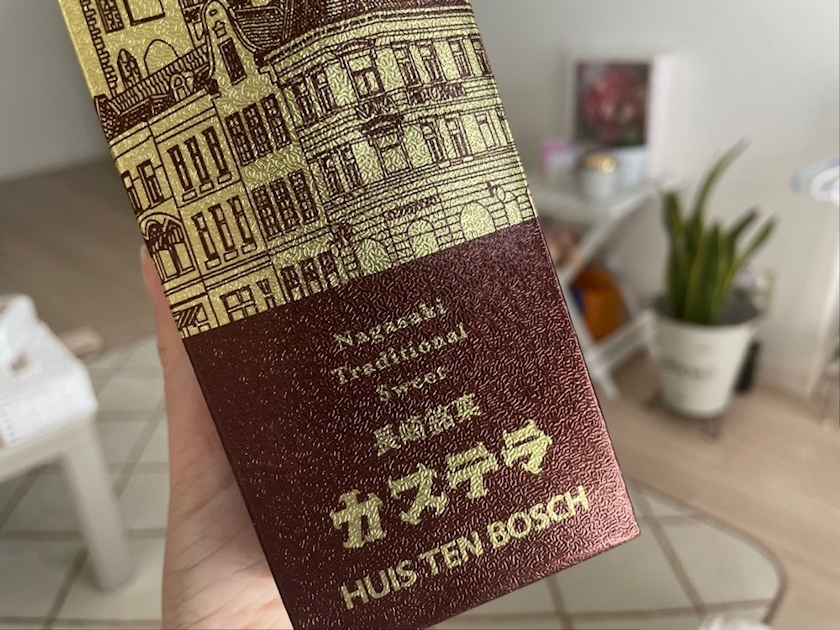 Nagasaki
Traditional
Sweet
長崎銘菓
カステラ
HUIS TEN BOSCH